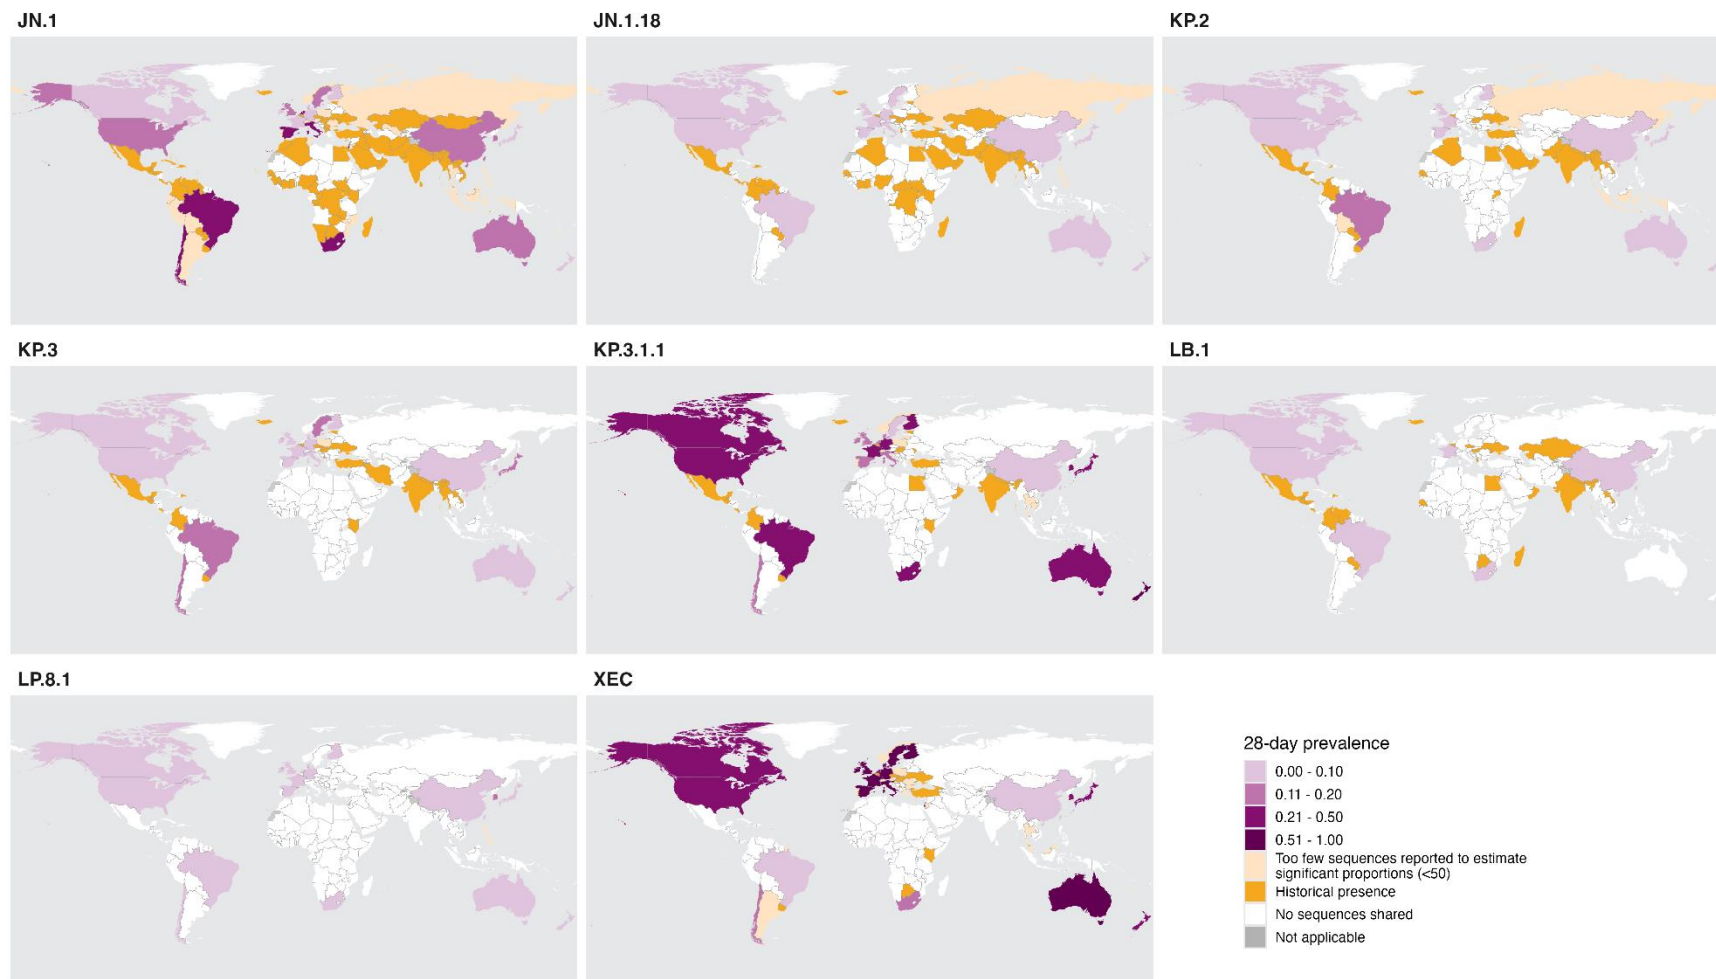 JN.1
JN.1.18
KP.2
KP.3
KP.3.1.1
LB.1
LP.8.1
XEC
28-day prevalence
0.00 - 0.10
0.11 - 0.20
0.21 - 0.50
0.51 - 1.00
Too few sequences reported to estimate
significant proportions (<50)
Historical presence
No sequences shared
Not applicable